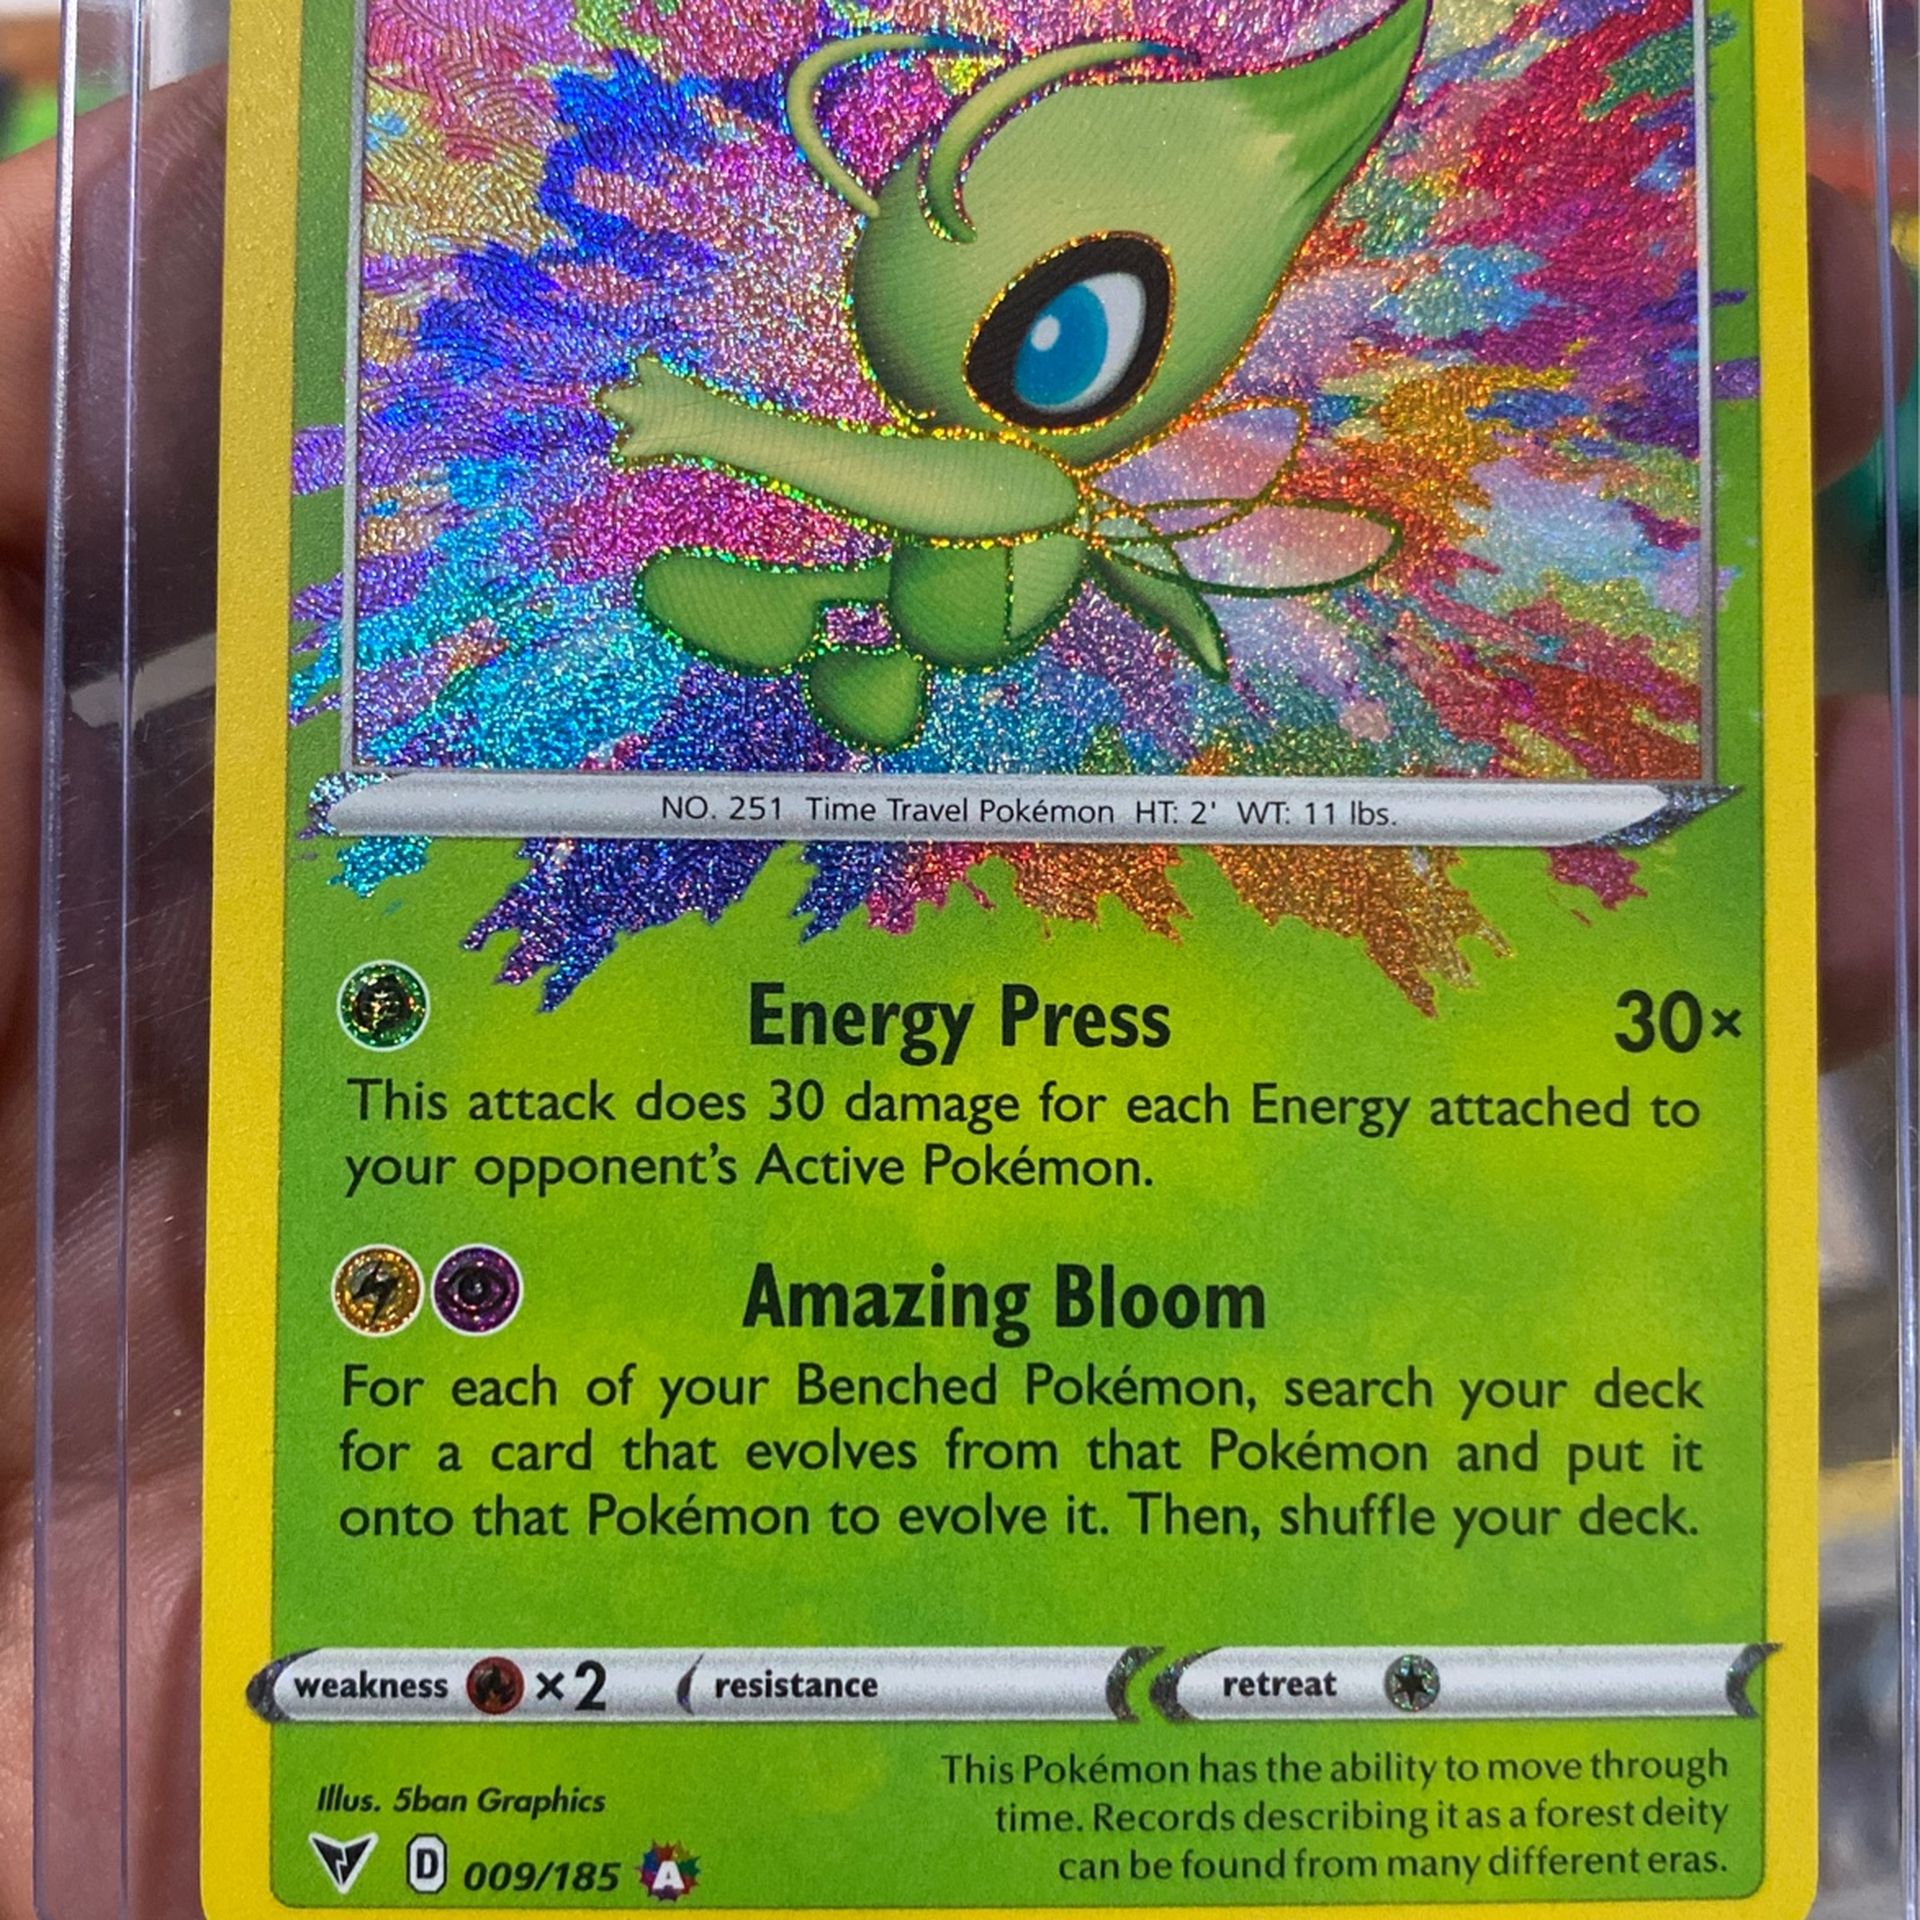 NO. 251 Time Travel Pokémon HT: 2' WT: 11 lbs.
Energy Press 30×
This attack does 30 damage for each Energy attached to
your opponent's Active Pokémon.
Amazing Bloom
For each of your Benched Pokémon, search your deck
for a card that evolves from that Pokémon and put it
onto that Pokémon to evolve it. Then, shuffle your deck.
weakness ×2 resistance retreat
This Pokémon has the ability to move through
time. Records describing it as a forest deity
can be found from many different eras.
Illus. 5ban Graphics
D 009/185 A